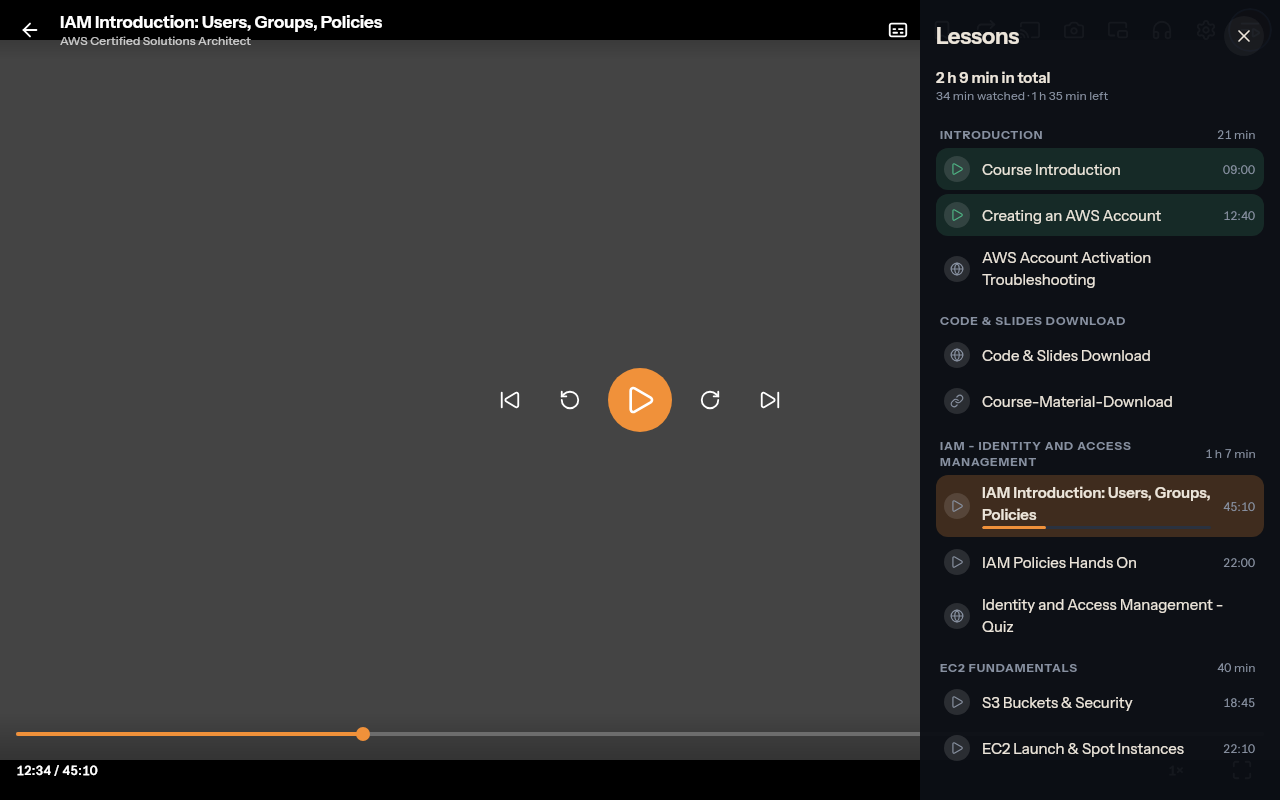 IAM Introduction: Users, Groups, Policies
AWS Certified Solutions Architect
12:34 / 45:10
1×
Lessons
2 h 9 min in total
34 min watched · 1 h 35 min left
INTRODUCTION 21 min
Course Introduction 09:00
Creating an AWS Account 12:40
AWS Account Activation
Troubleshooting
CODE & SLIDES DOWNLOAD
Code & Slides Download
Course-Material-Download
IAM - IDENTITY AND ACCESS
MANAGEMENT 1 h 7 min
IAM Introduction: Users, Groups,
Policies 45:10
IAM Policies Hands On 22:00
Identity and Access Management -
Quiz
EC2 FUNDAMENTALS 40 min
S3 Buckets & Security 18:45
EC2 Launch & Spot Instances 22:10